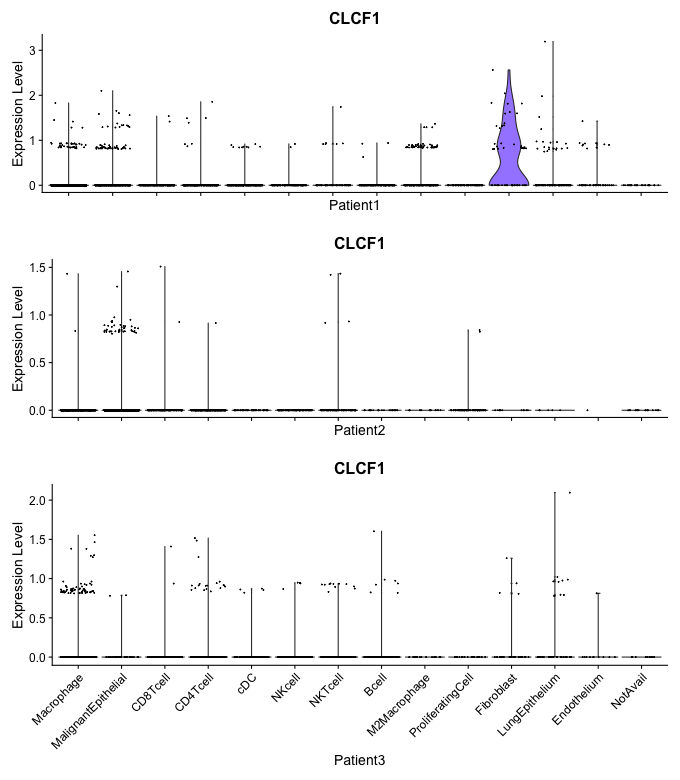 CLCF1
Expression Level
3
2
1
0
Patient1
CLCF1
Expression Level
1.5
1.0
0.5
0.0
Patient2
CLCF1
Expression Level
2.0
1.5
1.0
0.5
0.0
Macrophage
MalignantEpithelial
CD8Tcell
CD4Tcell
cDC
NKcell
NKTcell
Bcell
M2Macrophage
ProliferatingCell
Fibroblast
LungEpithelium
Endothelium
NotAvail
Patient3